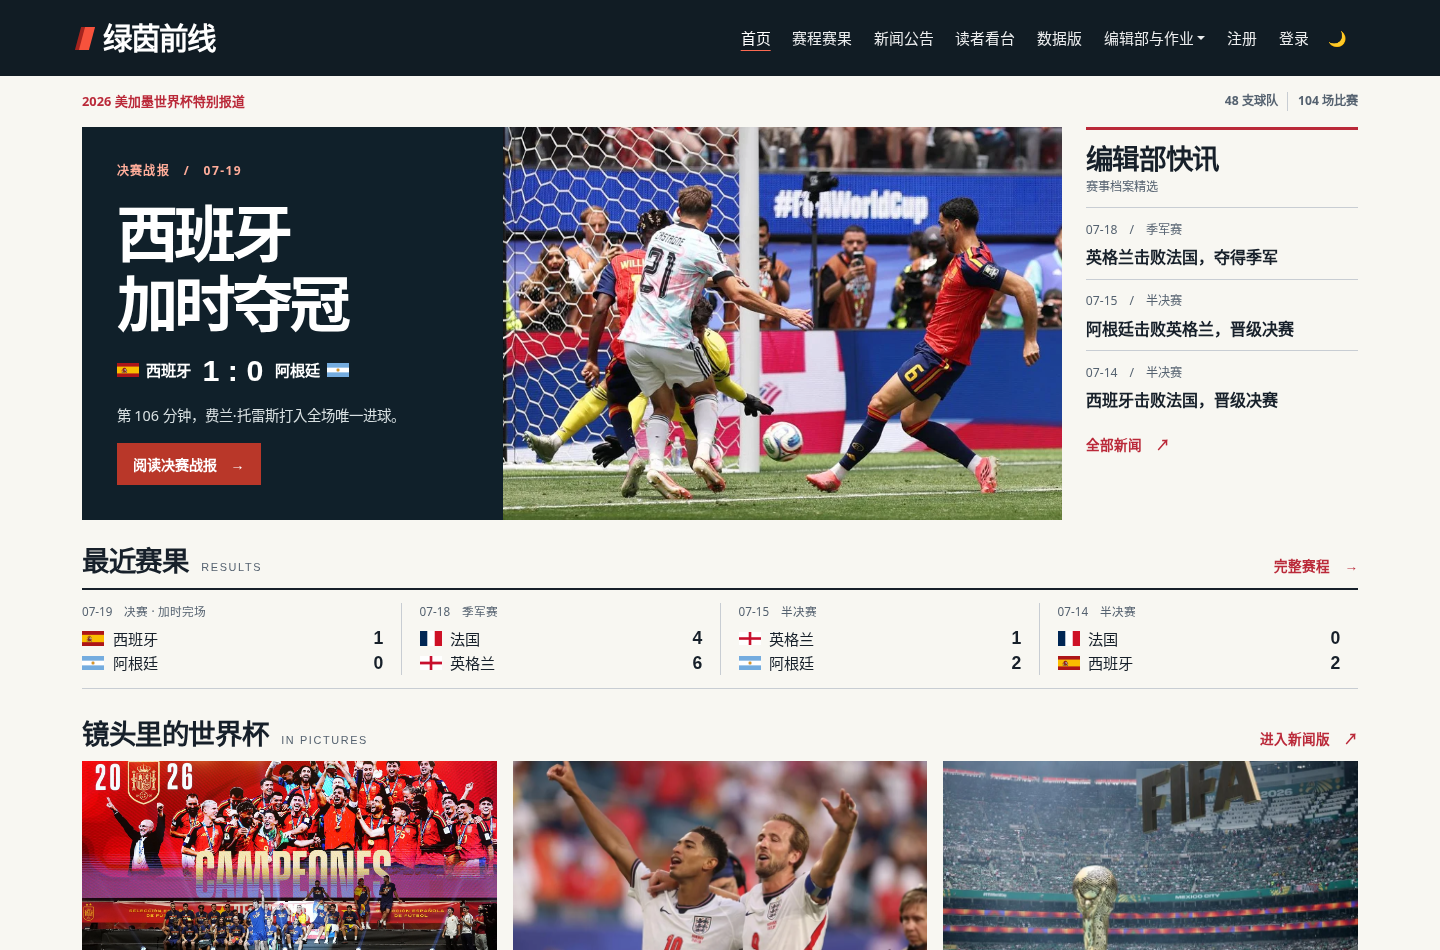 绿茵前线
首页 赛程赛果 新闻公告 读者看台 数据版 编辑部与作业 注册 登录
2026 美加墨世界杯特别报道
48 支球队 104 场比赛
决赛战报 / 07-19
西班牙
加时夺冠
西班牙 1 : 0 阿根廷
第 106 分钟，费兰·托雷斯打入全场唯一进球。
阅读决赛战报 →
WorldCup
21
6
编辑部快讯
赛事档案精选
07-18 / 季军赛
英格兰击败法国，夺得季军
07-15 / 半决赛
阿根廷击败英格兰，晋级决赛
07-14 / 半决赛
西班牙击败法国，晋级决赛
全部新闻 ↗
最近赛果 RESULTS
完整赛程 →
07-19 决赛 · 加时完场
西班牙 1
阿根廷 0
07-18 季军赛
法国 4
英格兰 6
07-15 半决赛
英格兰 1
阿根廷 2
07-14 半决赛
法国 0
西班牙 2
镜头里的世界杯 IN PICTURES
进入新闻版 ↗
20 26
CAMPEONES
10
9
FIFA
2026
MEXICO CITY